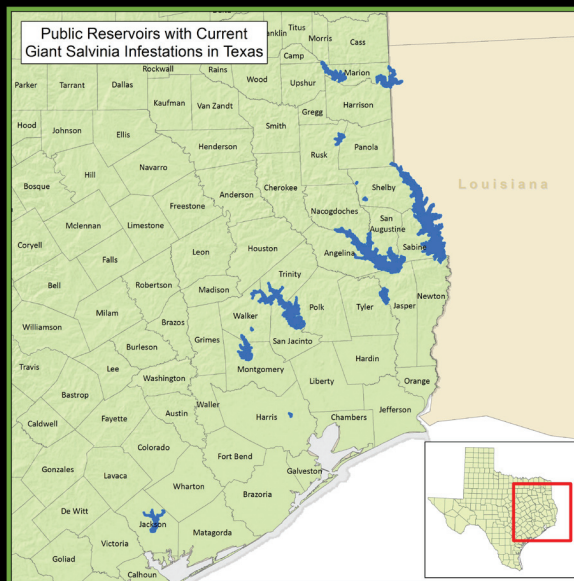 Public Reservoirs with Current
Giant Salvinia Infestations in Texas
Titus
Morris
Cass
Camp
Marion
Rockwall
Rains
Wood
Upshur
Harrison
Parker
Tarrant
Dallas
Kaufman
Van Zandt
Gregg
Smith
Hood
Johnson
Ellis
Henderson
Rusk
Panola
Hill
Navarro
Bosque
Anderson
Cherokee
Shelby
Louisiana
Freestone
Nacogdoches
San
Augustine
Mclennan
Limestone
Coryell
Houston
Angelina
Sabine
Falls
Leon
Bell
Robertson
Madison
Trinity
Polk
Tyler
Jasper
Newton
Milam
Brazos
Walker
Williamson
Grimes
San Jacinto
Burleson
Hardin
Travis
Lee
Washington
Montgomery
Liberty
Orange
Bastrop
Waller
Austin
Harris
Jefferson
Chambers
Caldwell
Fayette
Colorado
Fort Bend
Gonzales
Galveston
Lavaca
Wharton
Brazoria
De Witt
Jackson
Matagorda
Victoria
Goliad
Calhoun